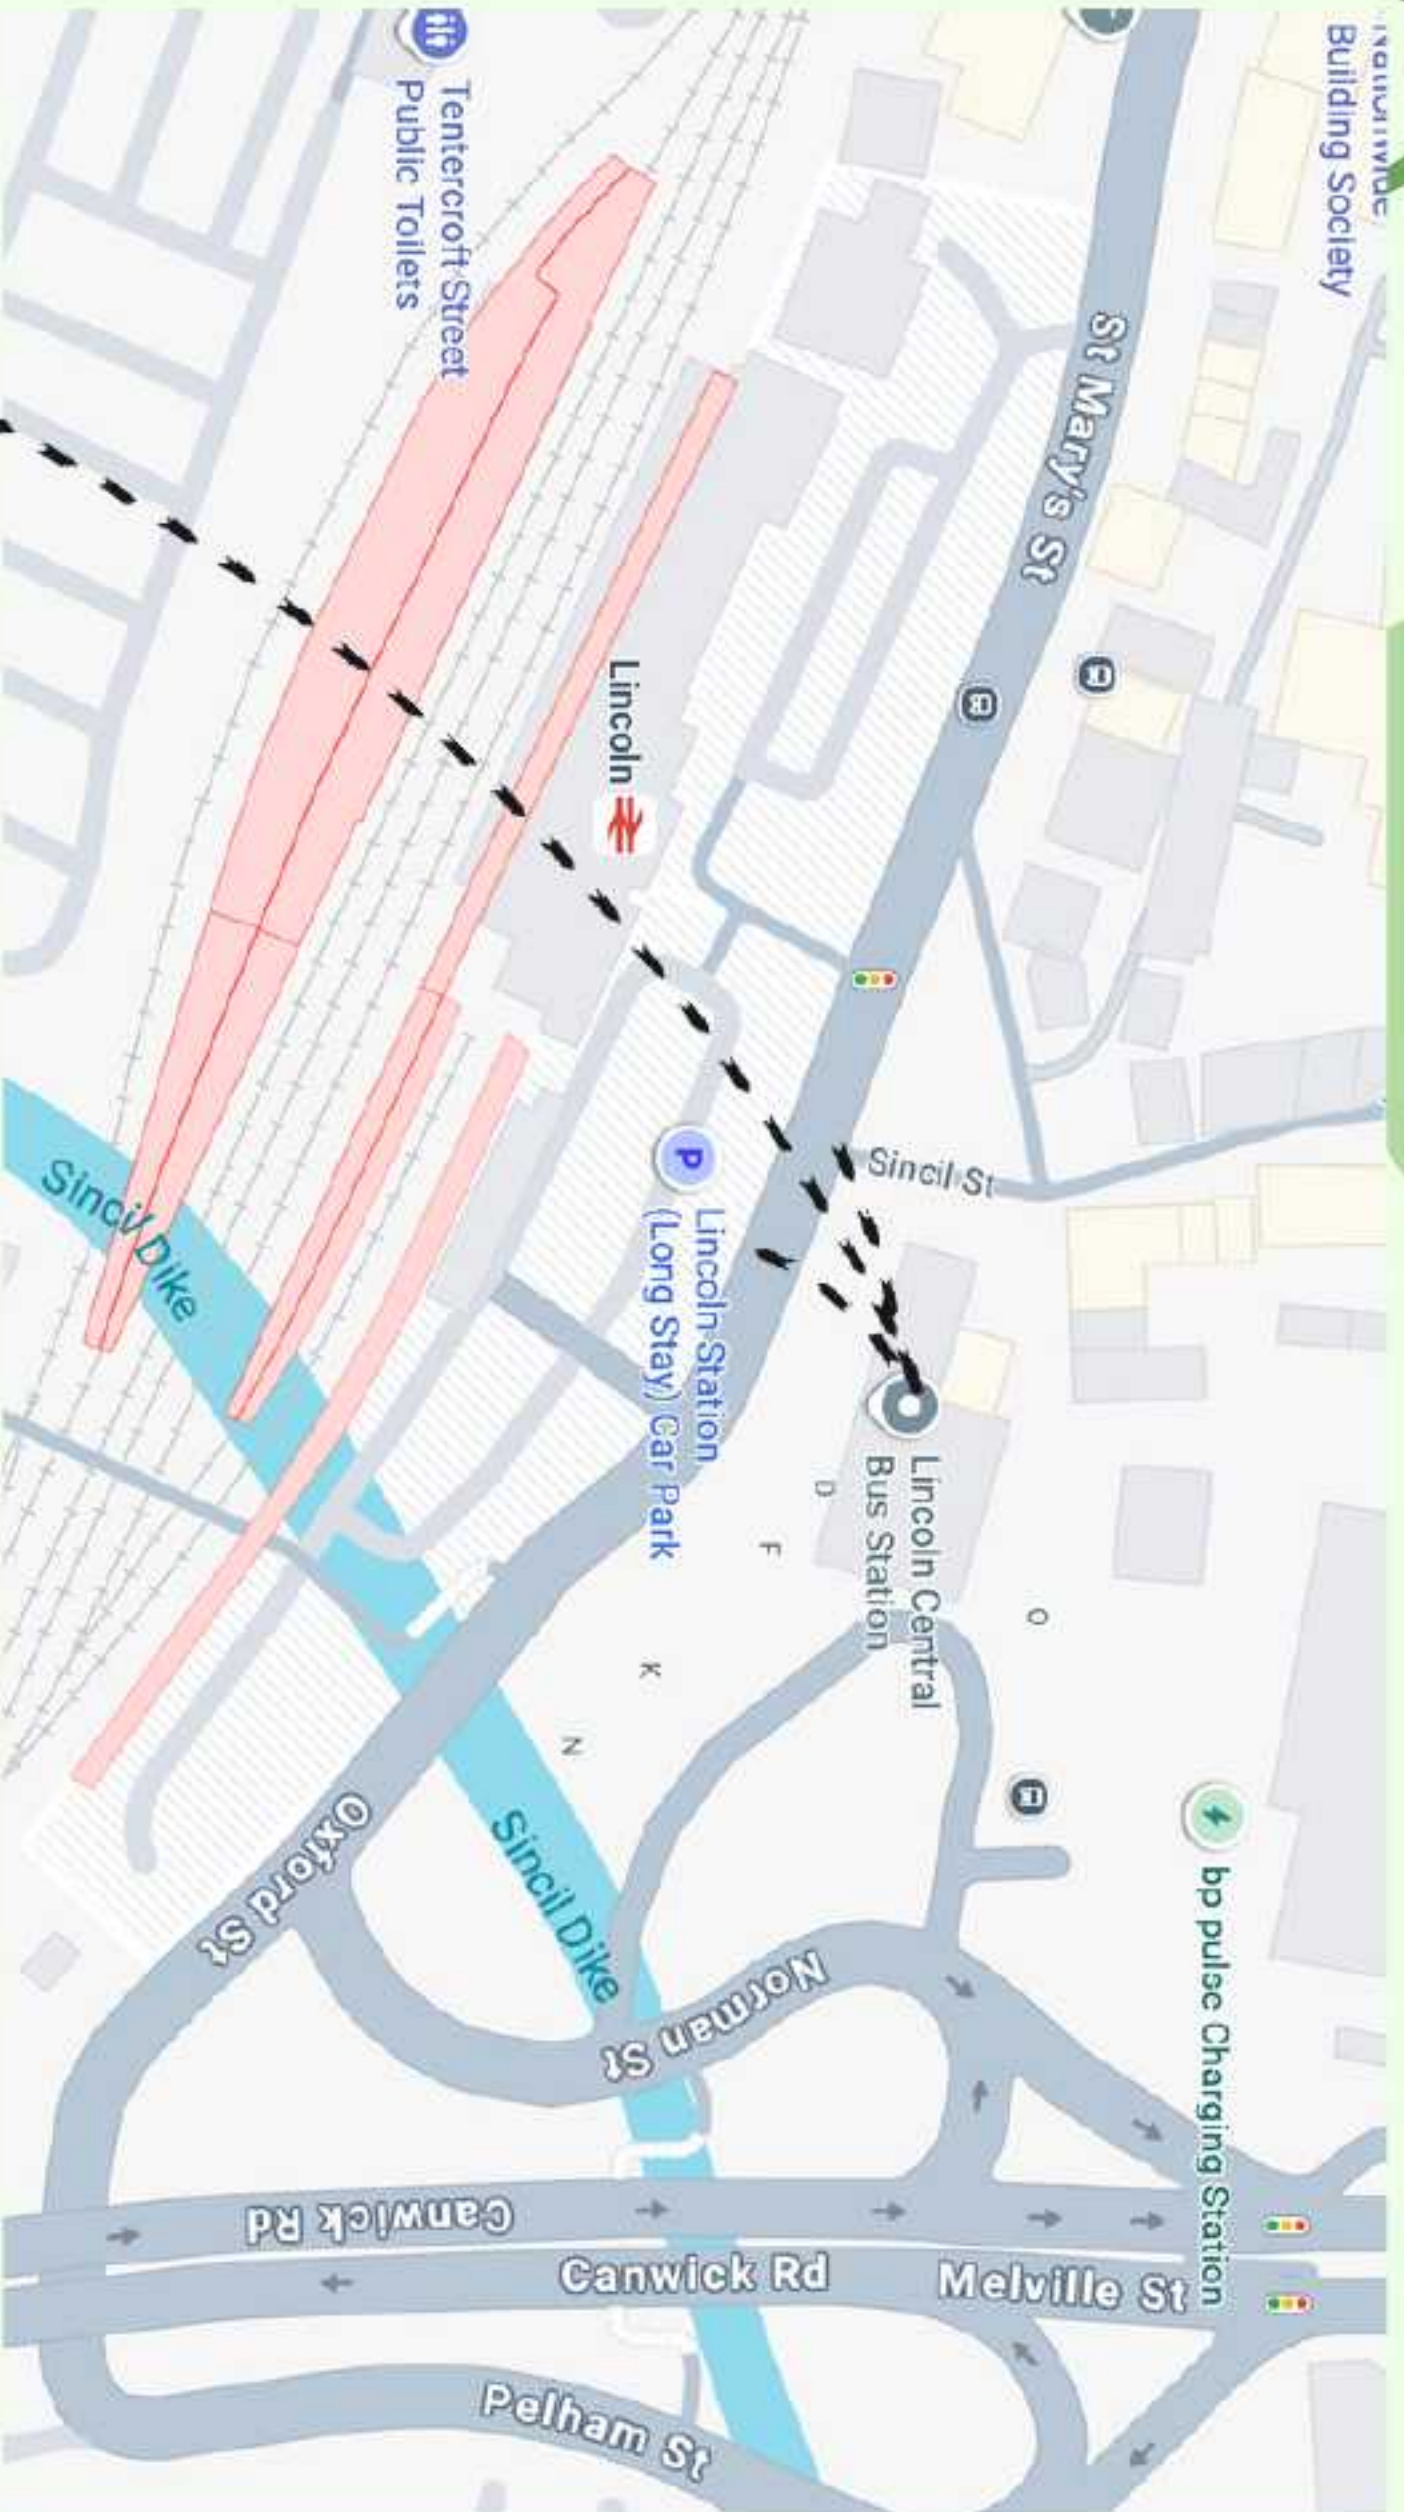 Nationwide
Building Society
Tentercroft Street
Public Toilets
St Mary's St
Lincoln
Sincil St
P
Lincoln Station
(Long Stay) Car Park
Lincoln Central
Bus Station
D
F
O
K
N
Sincil Dike
Sincil Dike
Oxford St
Norman St
bp pulse Charging Station
Canwick Rd
Canwick Rd
Melville St
Pelham St